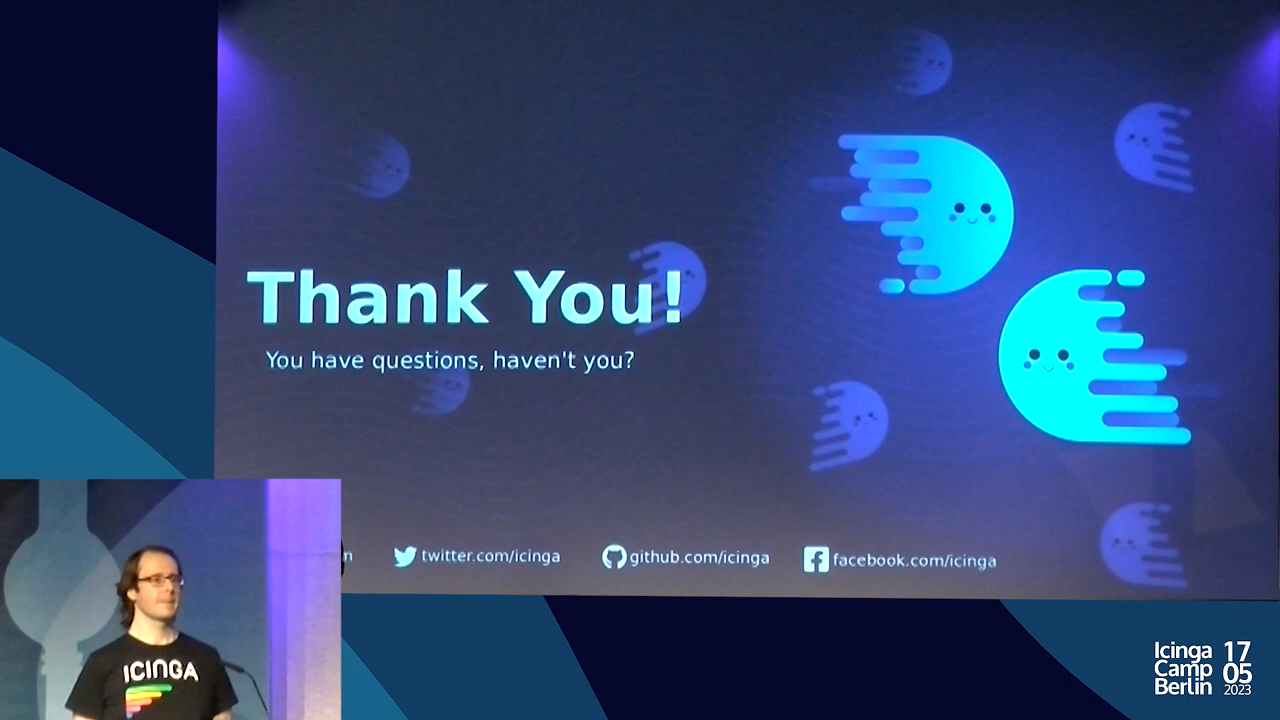 Thank You!
You have questions, haven't you?
m
twitter.com/icinga
github.com/icinga
facebook.com/icinga
ICINGA
Icinga
Camp
Berlin
17
05
2023